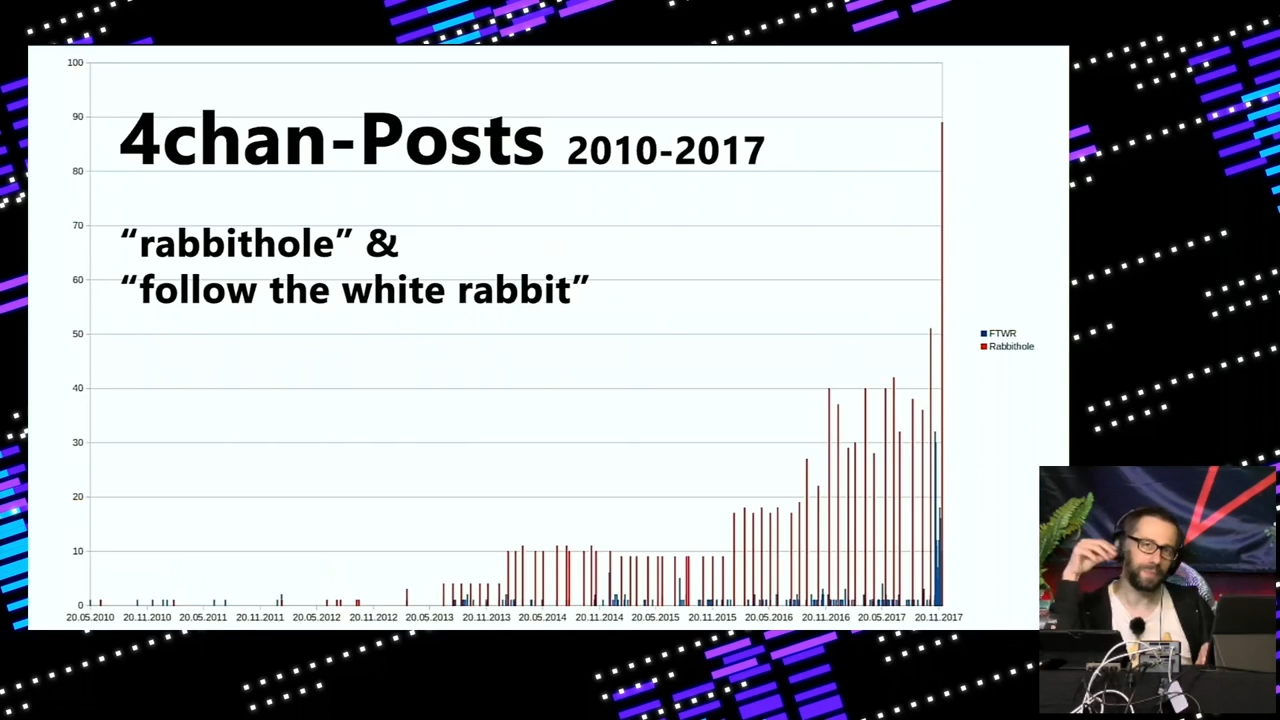 100
90
4chan-Posts 2010-2017
80
70
“rabbithole” &
60
“follow the white rabbit”
50
FTWR
Rabbithole
40
30
20
10
0
20.05.2010 20.11.2010 20.05.2011 20.11.2011 20.05.2012 20.11.2012 20.05.2013 20.11.2013 20.05.2014 20.11.2014 20.05.2015 20.11.2015 20.05.2016 20.11.2016 20.05.2017 20.11.2017